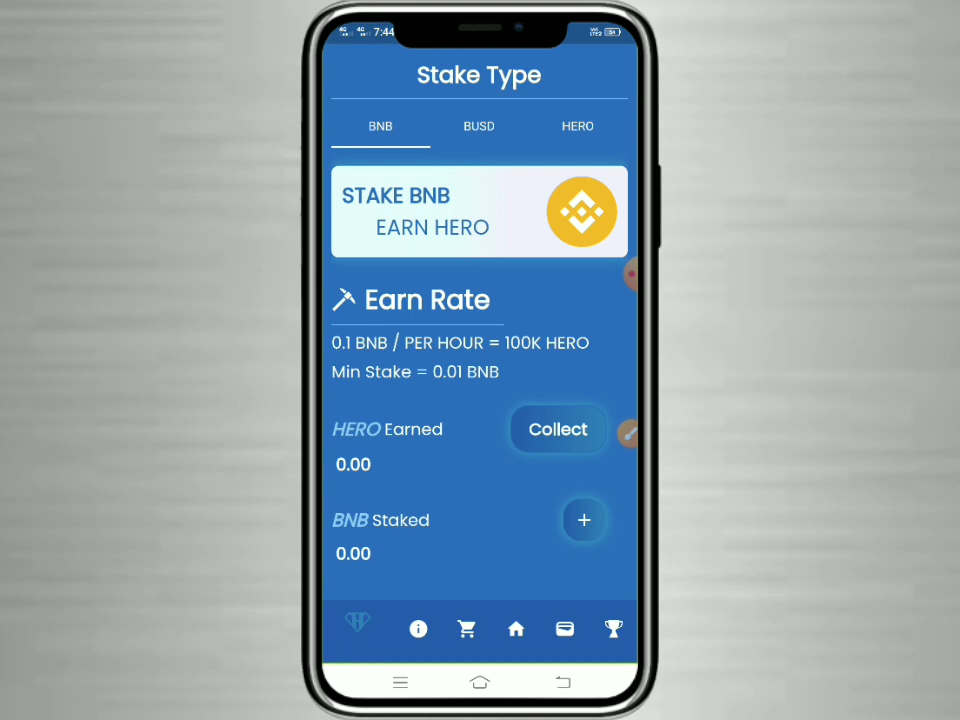 7:44
Stake Type
BNB BUSD HERO
STAKE BNB
EARN HERO
Earn Rate
0.1 BNB / PER HOUR = 100K HERO
Min Stake = 0.01 BNB
HERO Earned
Collect
0.00
BNB Staked
+
0.00